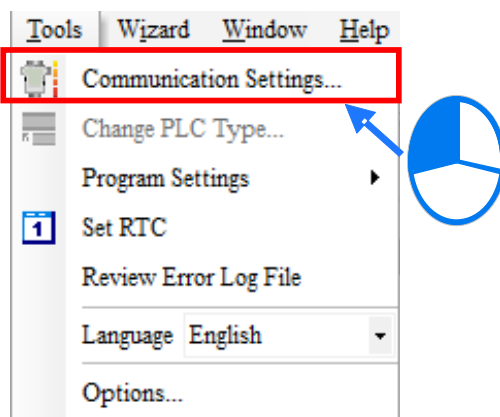 Tools Wizard Window Help
Communication Settings...
Change PLC Type...
Program Settings
1 Set RTC
Review Error Log File
Language English
Options...